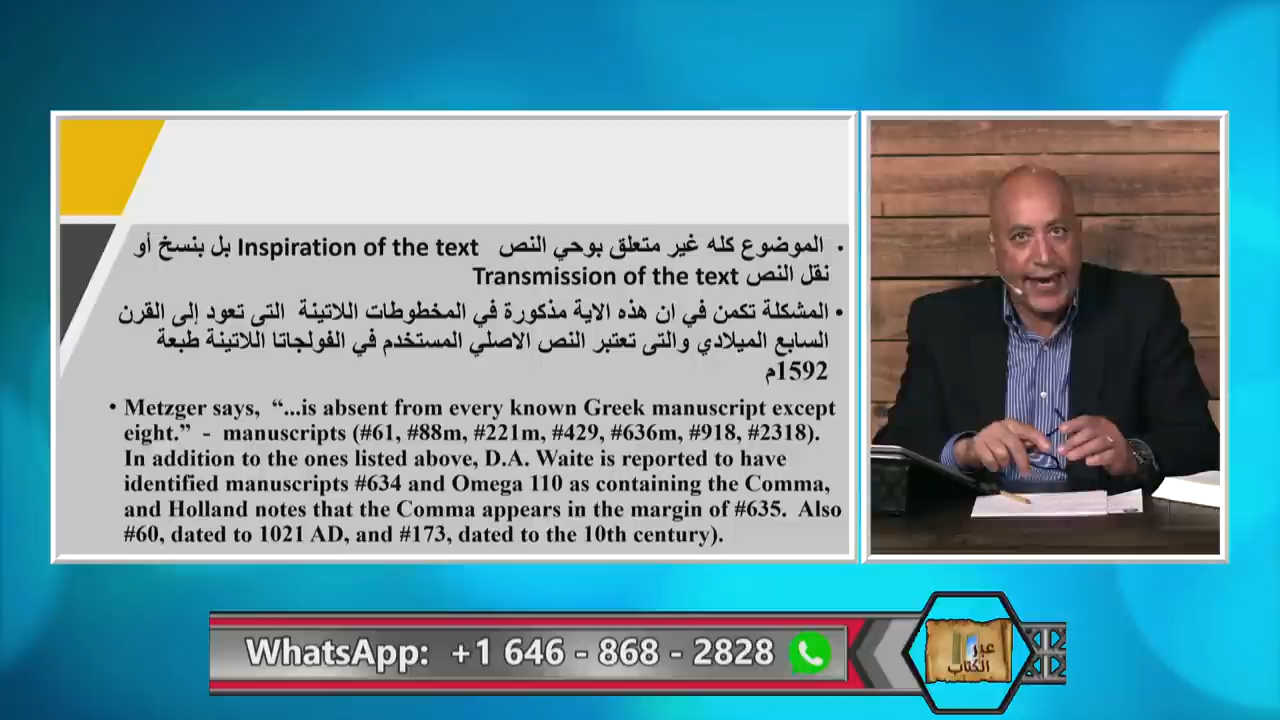 • الموضوع كله غير متعلق بوحي النص Inspiration of the text بل بنسخ أو
نقل النص Transmission of the text
• المشكلة تكمن في ان هذه الاية مذكورة في المخطوطات اللاتينة التى تعود إلى القرن
السابع الميلادي والتى تعتبر النص الاصلي المستخدم في الفولجاتا اللاتينة طبعة
1592م
• Metzger says, “...is absent from every known Greek manuscript except
eight.” - manuscripts (#61, #88m, #221m, #429, #636m, #918, #2318).
In addition to the ones listed above, D.A. Waite is reported to have
identified manuscripts #634 and Omega 110 as containing the Comma,
and Holland notes that the Comma appears in the margin of #635. Also
#60, dated to 1021 AD, and #173, dated to the 10th century).
WhatsApp: +1 646 - 868 - 2828
عبر
الكتاب